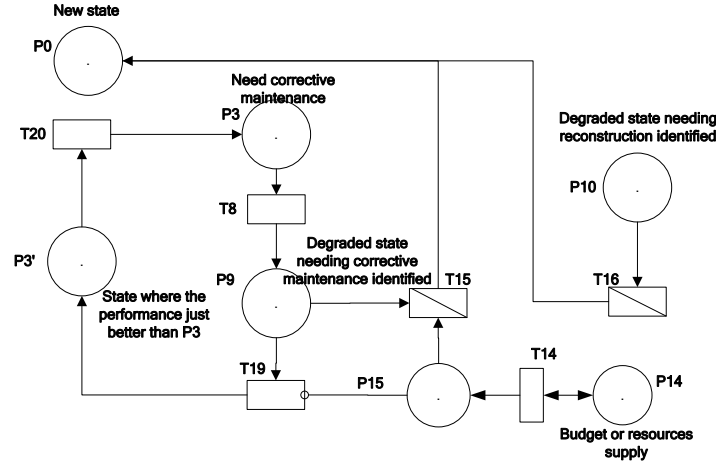 New state
P0
Need corrective
maintenance
P3
Degraded state needing
reconstruction identified
T20
P10
T8
Degraded state
needing corrective
maintenance identified
P3'
P9
T15
T16
State where the
performance just
better than P3
T19
T14
P15
P14
Budget or resources
supply